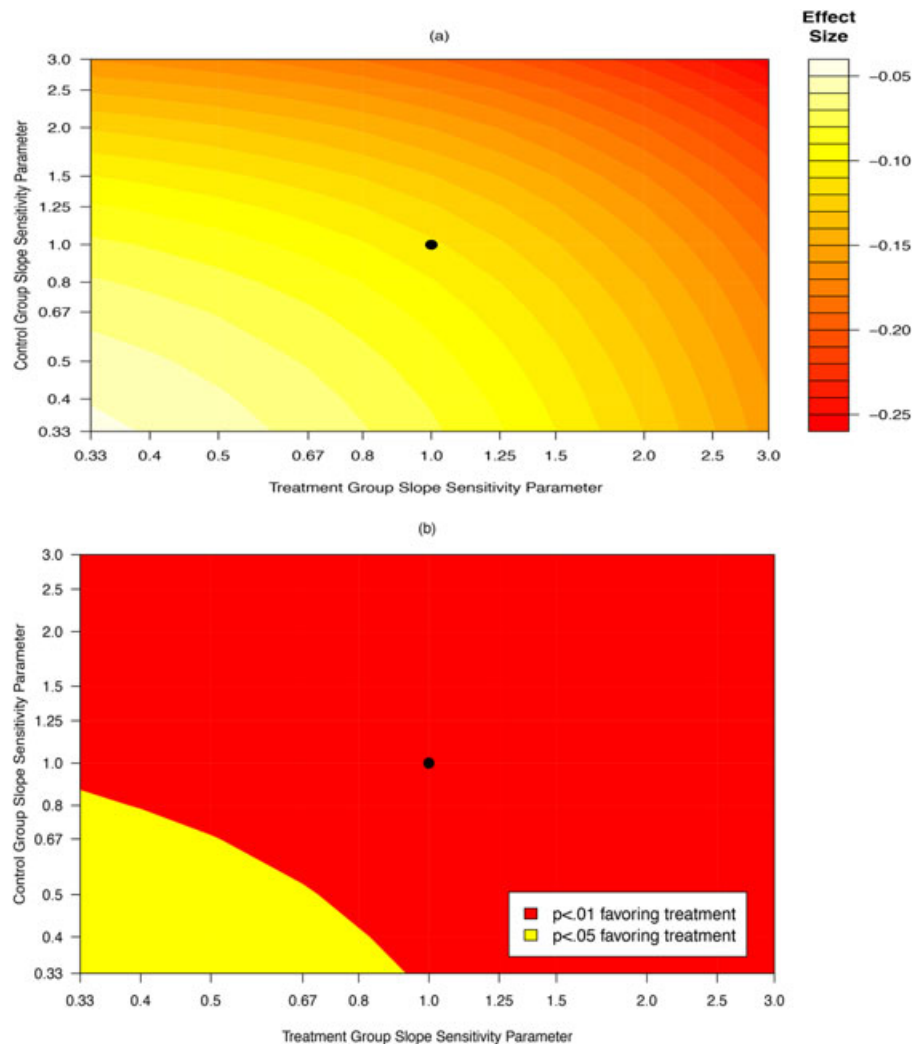 (a)
Effect
Size
Control Group Slope Sensitivity Parameter
3.0
2.5
2.0
1.5
1.25
1.0
0.8
0.67
0.5
0.4
0.33
0.33 0.4 0.5 0.67 0.8 1.0 1.25 1.5 2.0 2.5 3.0
Treatment Group Slope Sensitivity Parameter
−0.05
−0.10
−0.15
−0.20
−0.25
(b)
Control Group Slope Sensitivity Parameter
3.0
2.5
2.0
1.5
1.25
1.0
0.8
0.67
0.5
0.4
0.33
p<.01 favoring treatment
p<.05 favoring treatment
0.33 0.4 0.5 0.67 0.8 1.0 1.25 1.5 2.0 2.5 3.0
Treatment Group Slope Sensitivity Parameter